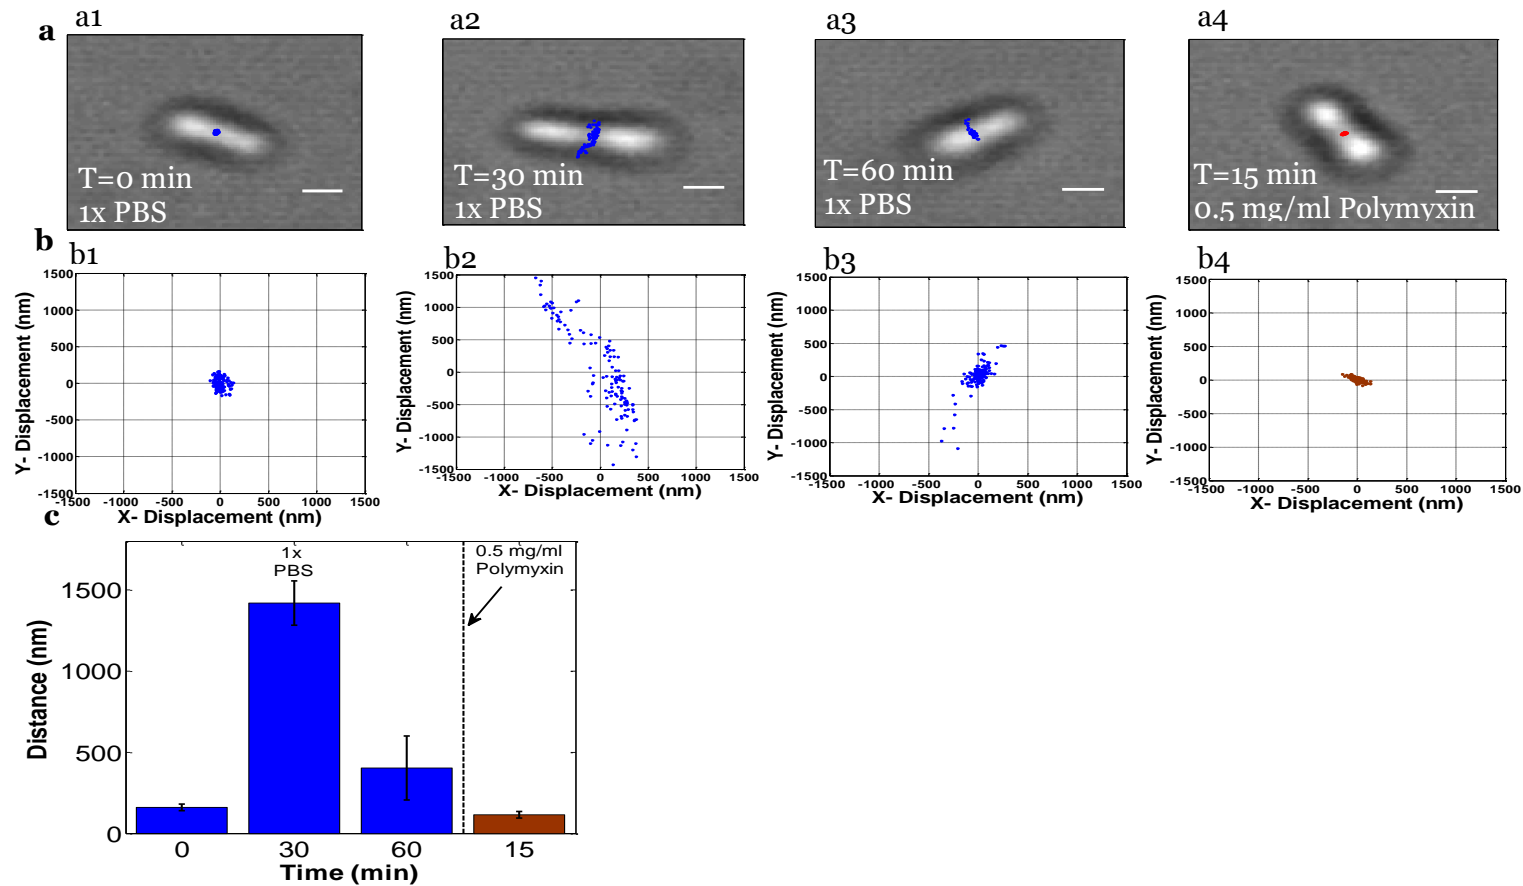 a
a1
a2
a3
a4
T=0 min
1x PBS
T=30 min
1x PBS
T=60 min
1x PBS
T=15 min
0.5 mg/ml Polymyxin
b
b1
1500
1000
500
0
-500
-1000
-1500
Y- Displacement (nm)
-1500 -1000 -500 0 500 1000 1500
X- Displacement (nm)
b2
1500
1000
500
0
-500
-1000
-1500
Y- Displacement (nm)
-1500 -1000 -500 0 500 1000 1500
X- Displacement (nm)
b3
1500
1000
500
0
-500
1000
-1500
Y- Displacement (nm)
-1500 -1000 -500 0 500 1000 1500
X- Displacement (nm)
b4
1500
1000
500
0
-500
-1000
-1500
Y- Displacement (nm)
-1500 -1000 -500 0 500 1000 1500
X- Displacement (nm)
c
1500
1000
500
0
Distance (nm)
1x
PBS
0.5 mg/ml
Polymyxin
0 30 60 15
Time (min)